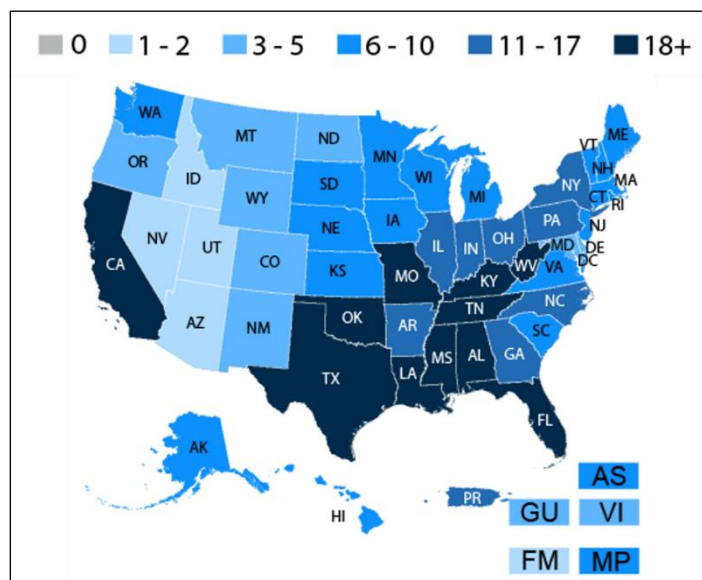 0 1 - 2 3 - 5 6 - 10 11 - 17 18+
WA
MT
ND
MN
VT
ME
OR
ID
WY
SD
WI
MI
NY
NH
MA
CT
RI
NV
UT
CO
NE
IA
IL
IN
OH
PA
NJ
CA
KS
MO
KY
WV
VA
MD
DE
DC
AZ
NM
OK
AR
TN
NC
SC
TX
LA
MS
AL
GA
FL
AK
HI
PR
AS
GU VI
FM MP